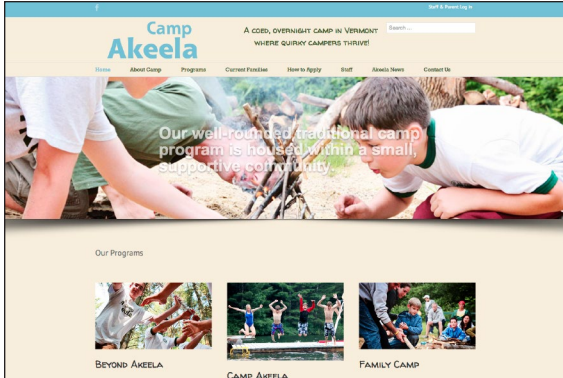 f
Staff & Parent Log In
Camp
Akeela
A coed, overnight camp in Vermont
where quirky campers thrive!
Search ...
Home About Camp Programs Current Families How to Apply Staff Akeela News Contact Us
Our well-rounded, traditional camp
program is housed within a small,
supportive community.
Our Programs
Beyond Akeela
Camp Akeela
Family Camp